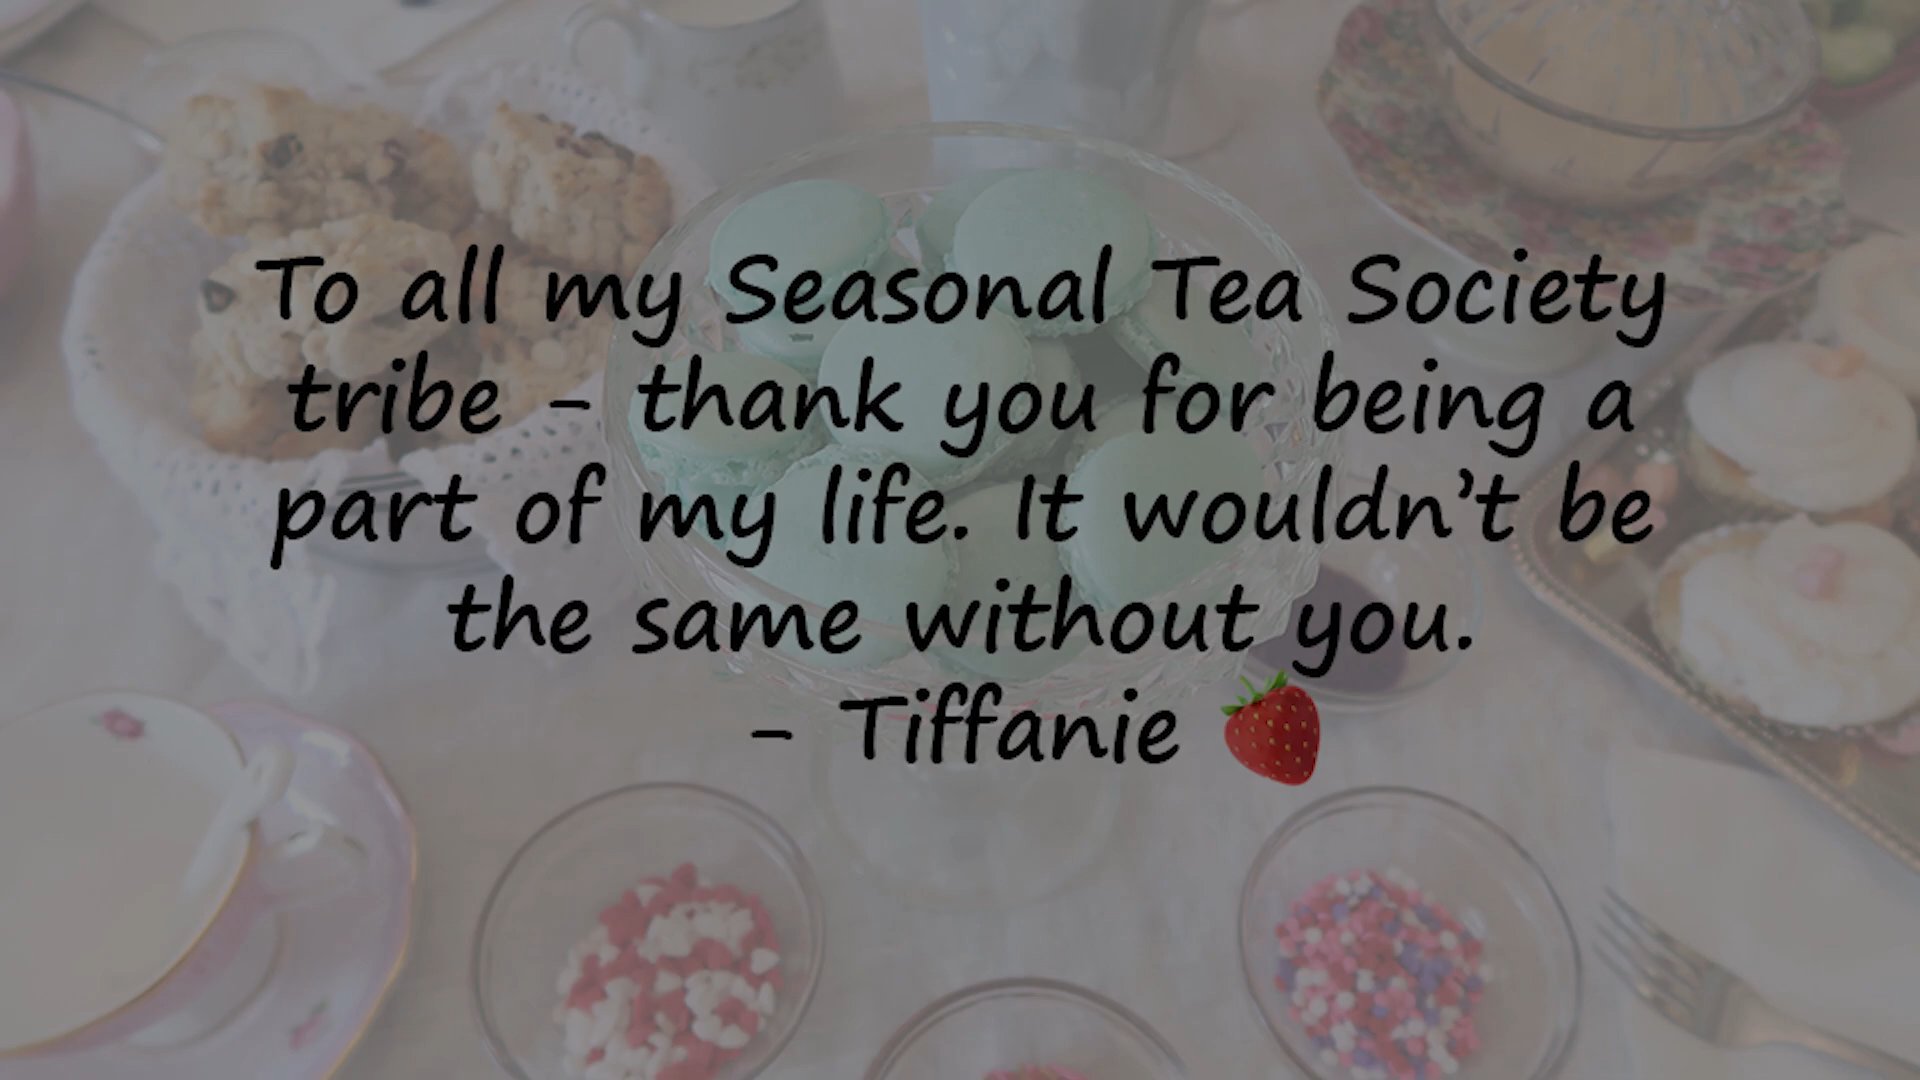 To all my Seasonal Tea Society
tribe - thank you for being a
part of my life. It wouldn’t be
the same without you.
- Tiffanie 🍓